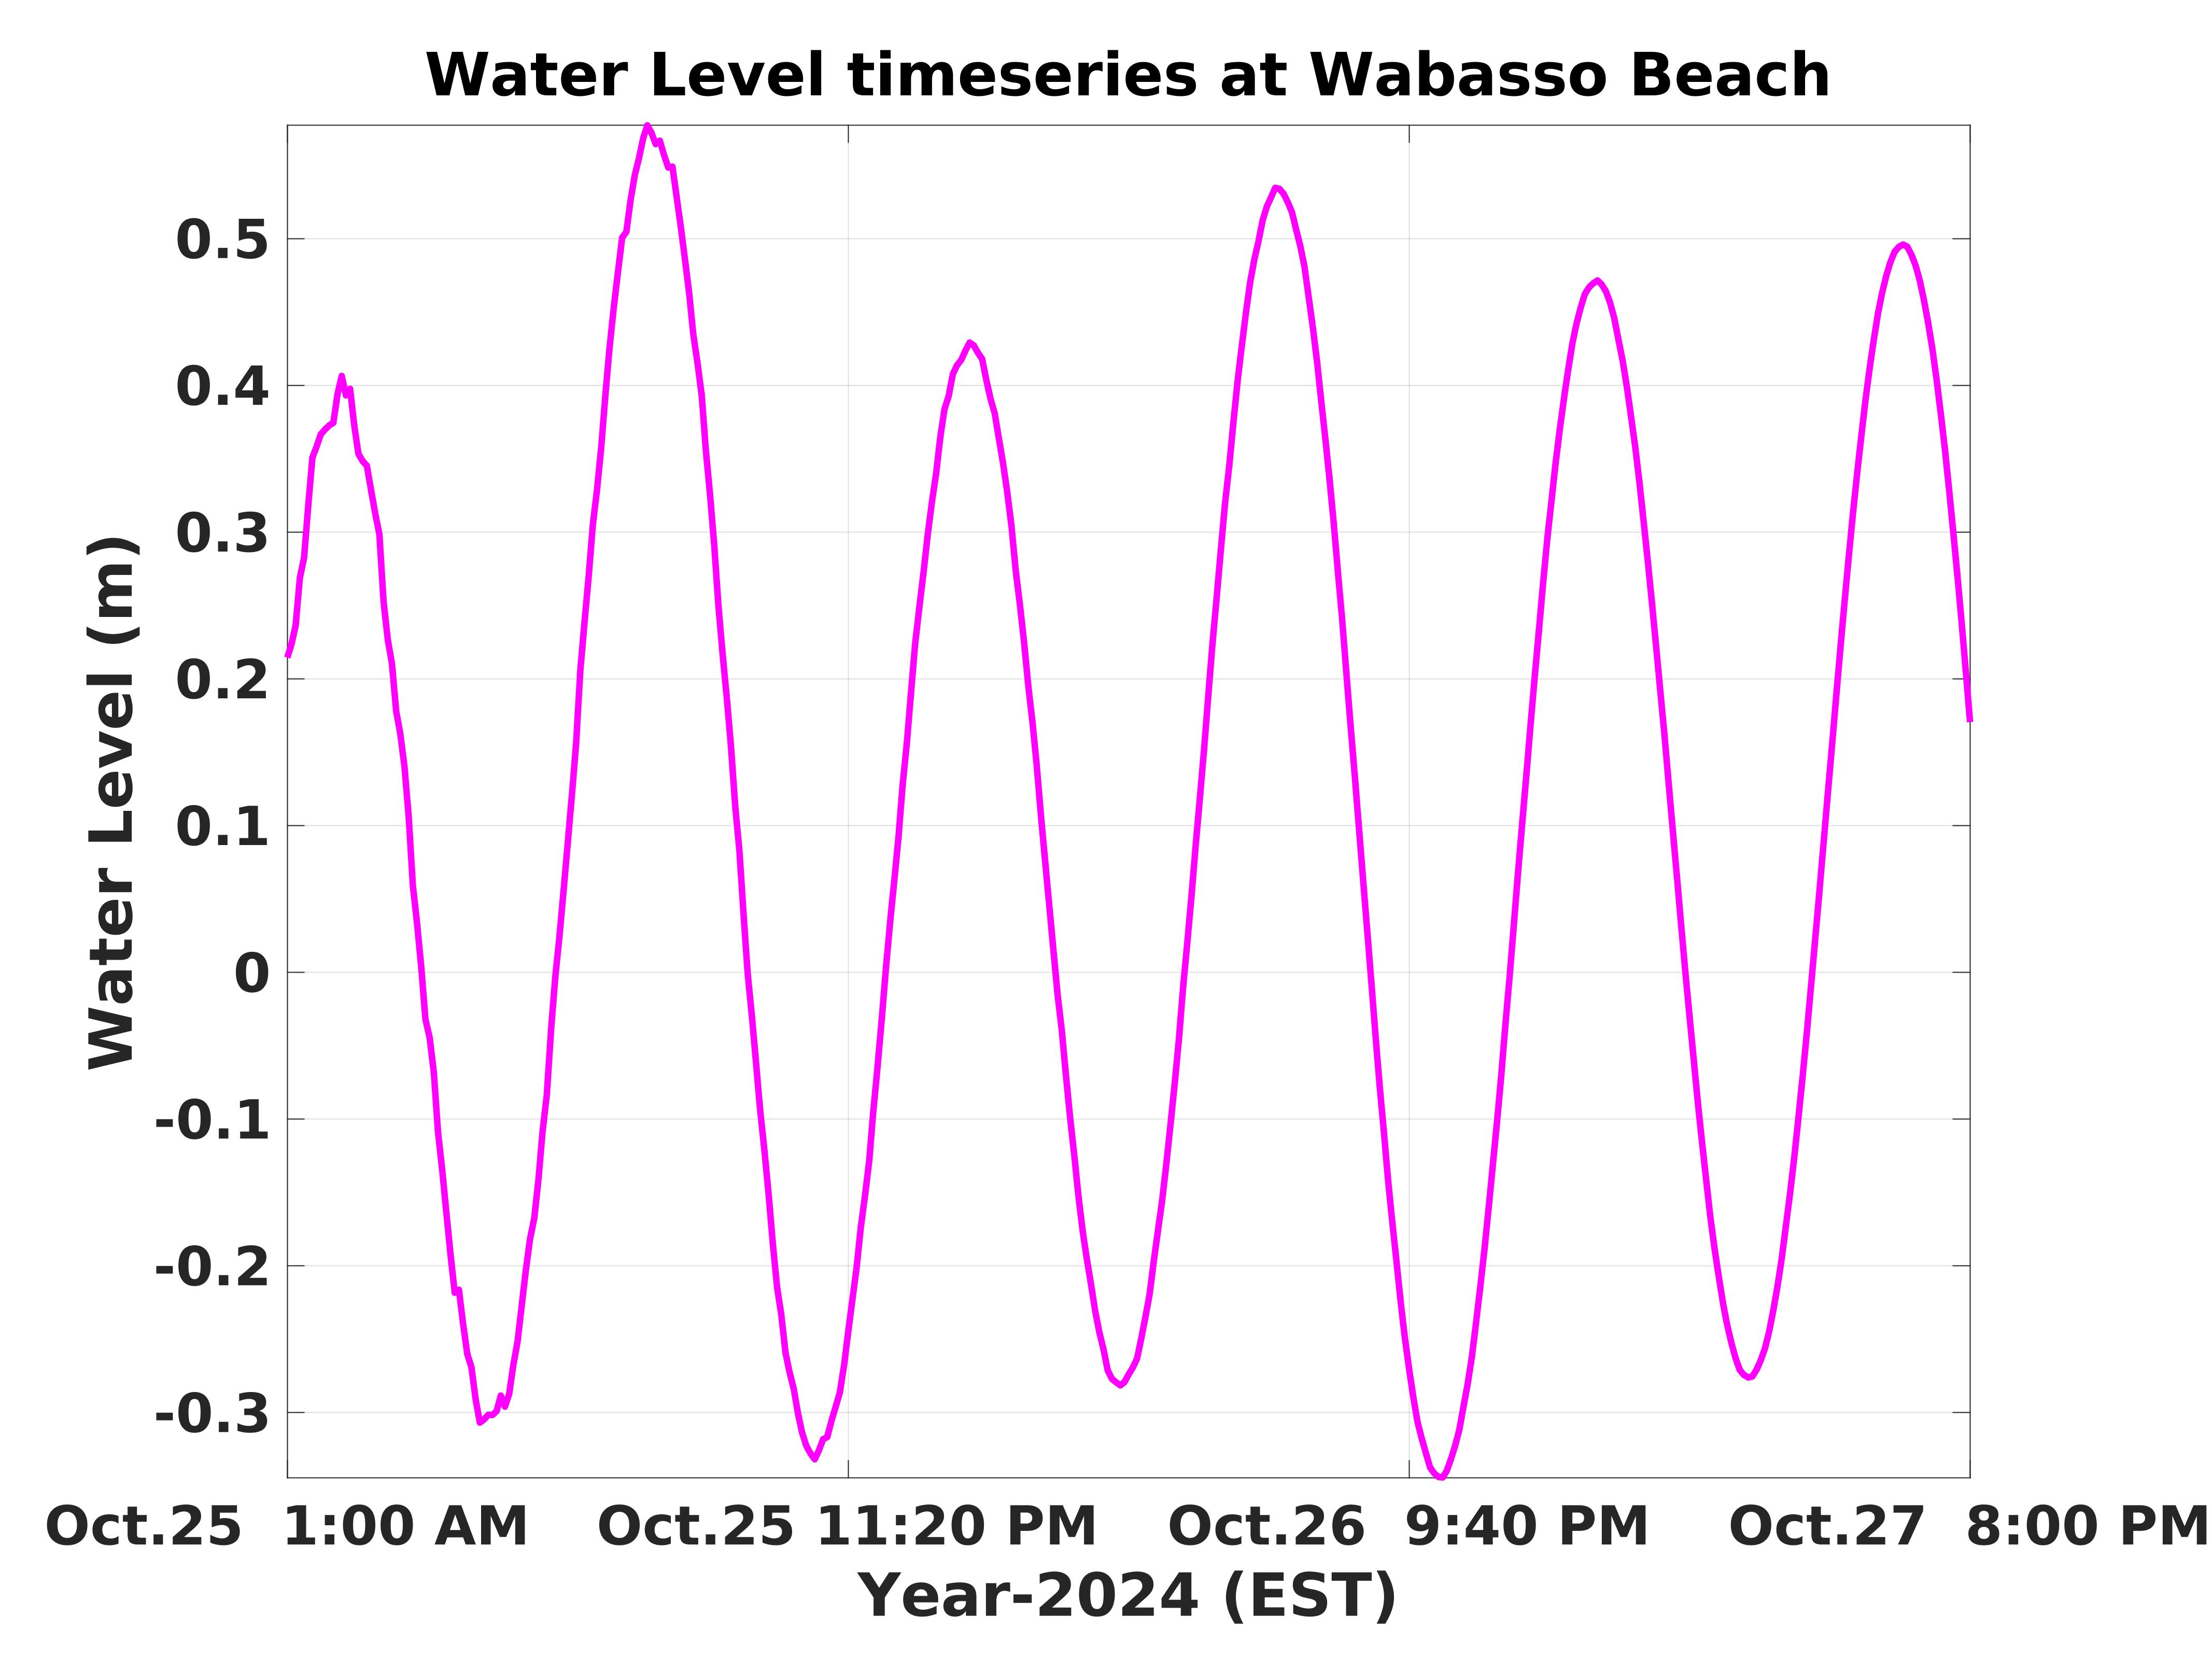 Water Level timeseries at Wabasso Beach
Water Level (m)
0.5
0.4
0.3
0.2
0.1
0
-0.1
-0.2
-0.3
Oct.25 1:00 AM
Oct.25 11:20 PM
Oct.26 9:40 PM
Oct.27 8:00 PM
Year-2024 (EST)